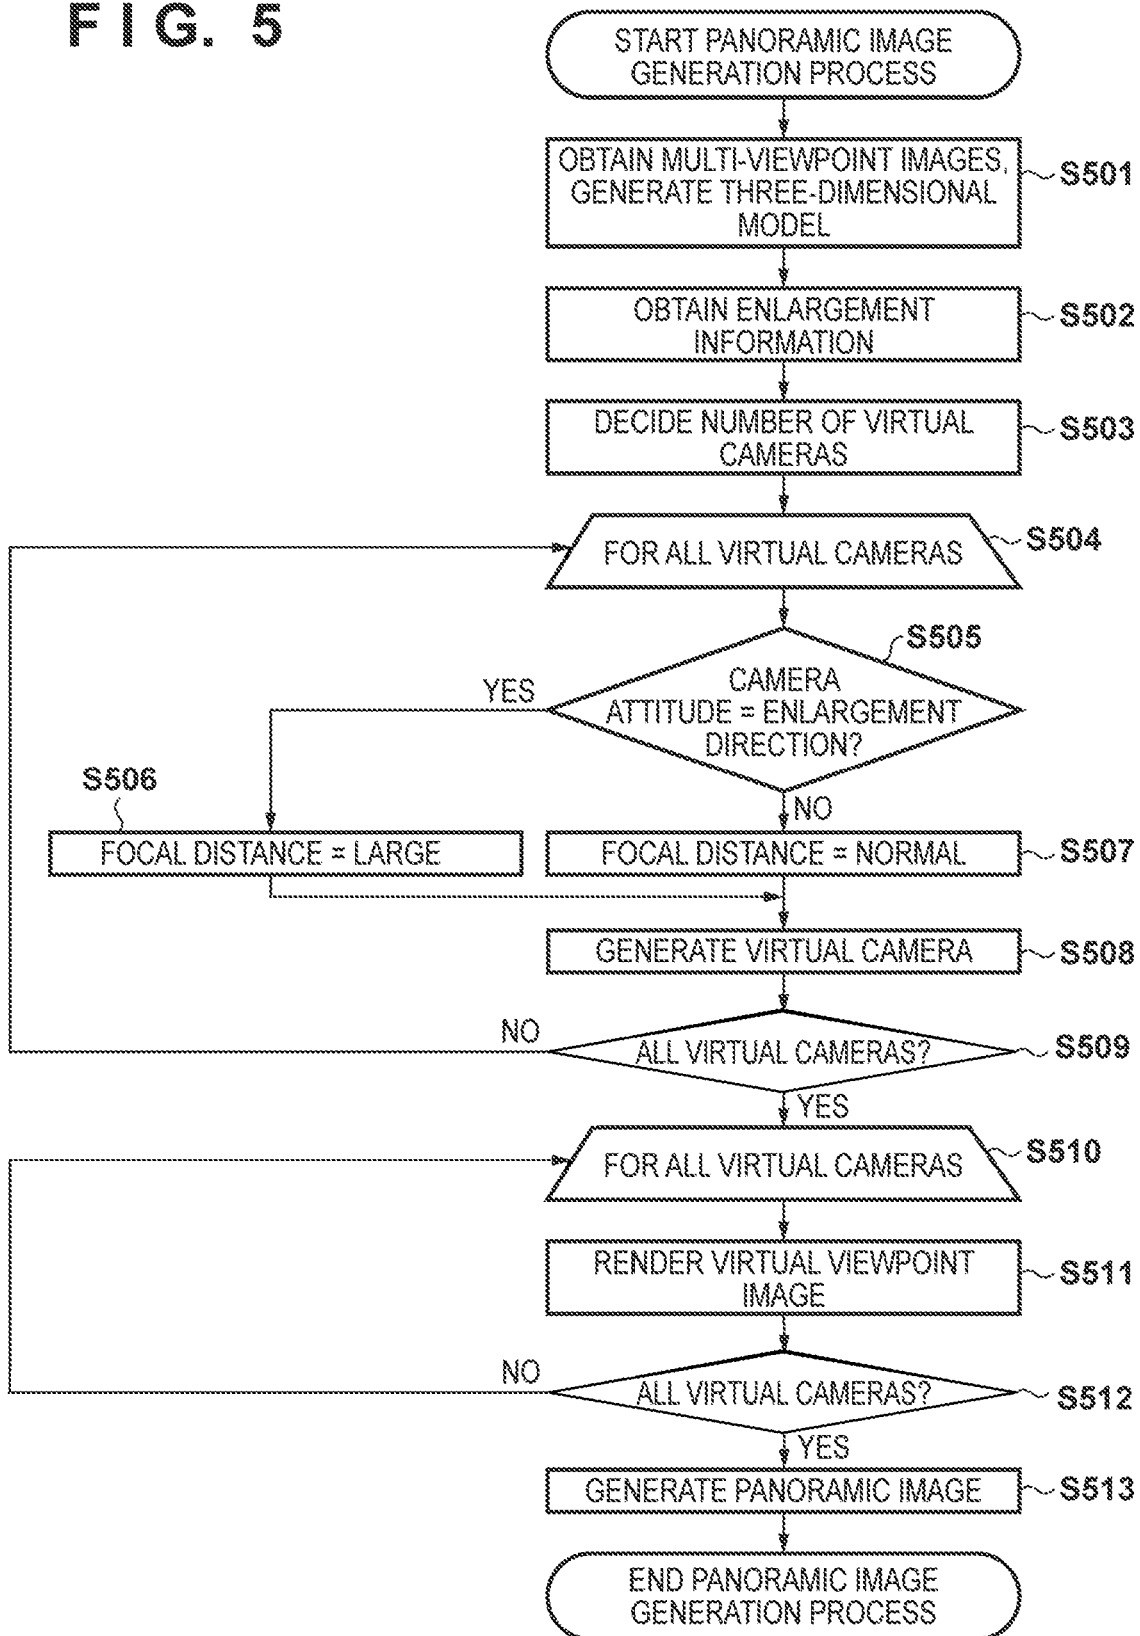 FIG. 5
START PANORAMIC IMAGE
GENERATION PROCESS
OBTAIN MULTI-VIEWPOINT IMAGES,
GENERATE THREE-DIMENSIONAL
MODEL
S501
OBTAIN ENLARGEMENT
INFORMATION
S502
DECIDE NUMBER OF VIRTUAL
CAMERAS
S503
FOR ALL VIRTUAL CAMERAS
S504
S505
CAMERA
ATTITUDE = ENLARGEMENT
DIRECTION?
YES
NO
S506
FOCAL DISTANCE = LARGE
FOCAL DISTANCE = NORMAL
S507
GENERATE VIRTUAL CAMERA
S508
NO
ALL VIRTUAL CAMERAS?
S509
YES
FOR ALL VIRTUAL CAMERAS
S510
RENDER VIRTUAL VIEWPOINT
IMAGE
S511
NO
ALL VIRTUAL CAMERAS?
S512
YES
GENERATE PANORAMIC IMAGE
S513
END PANORAMIC IMAGE
GENERATION PROCESS